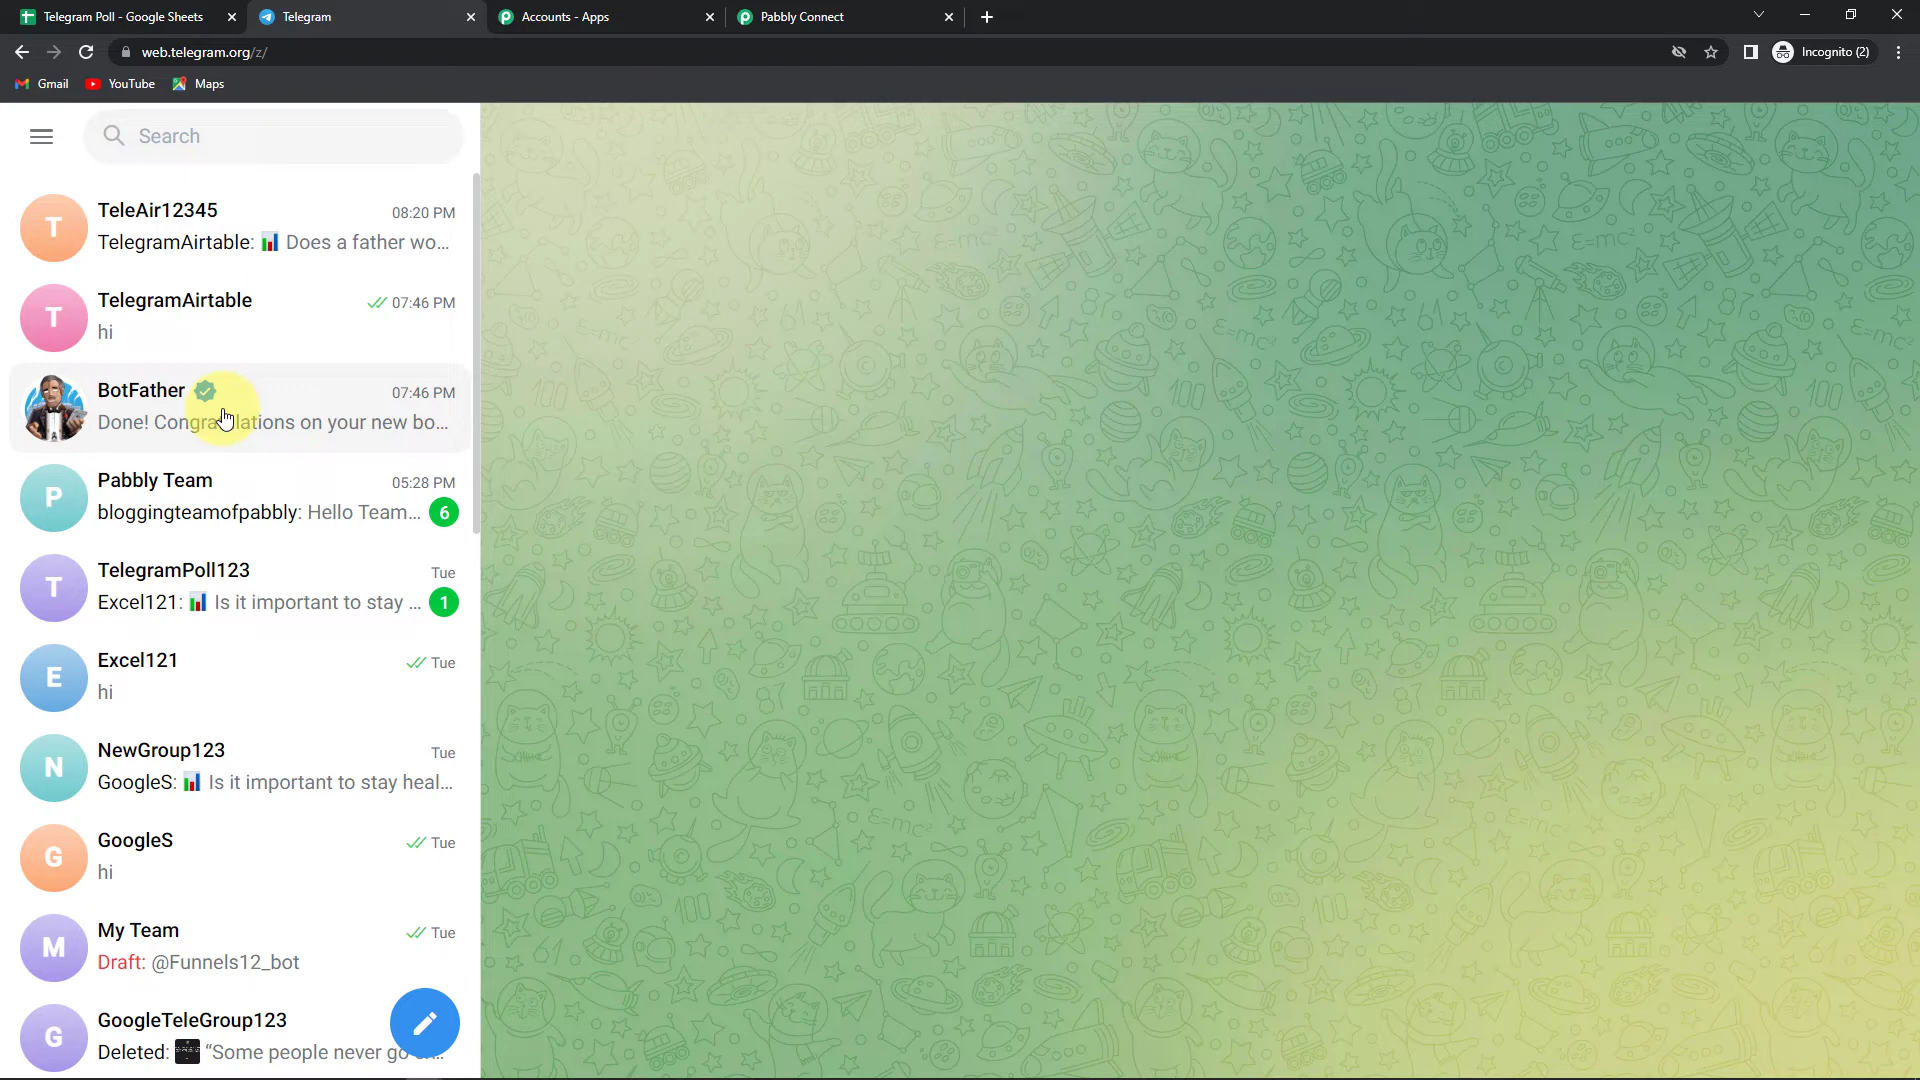 Telegram Poll - Google Sheets
Telegram
Accounts - Apps
Pabbly Connect
web.telegram.org/z/
Incognito (2)
Gmail
YouTube
Maps
Search
TeleAir12345
08:20 PM
TelegramAirtable: 📊 Does a father wo...
TelegramAirtable
07:46 PM
hi
BotFather
07:46 PM
Done! Congratulations on your new bo...
Pabbly Team
05:28 PM
bloggingteamofpabbly: Hello Team...
6
TelegramPoll123
Tue
Excel121: 📊 Is it important to stay ...
1
Excel121
Tue
hi
NewGroup123
Tue
GoogleS: 📊 Is it important to stay heal...
GoogleS
Tue
hi
My Team
Tue
Draft: @Funnels12_bot
GoogleTeleGroup123
Deleted: "Some people never go
T
T
P
T
E
N
G
M
G